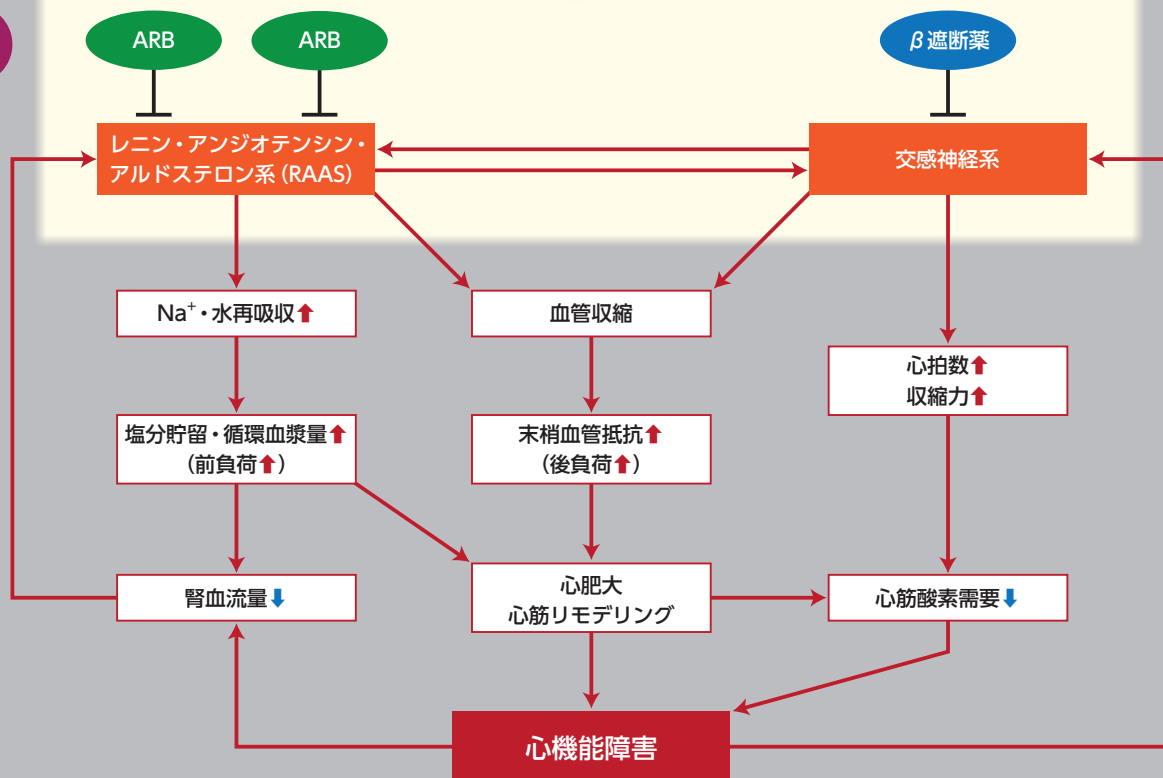 ARB
ARB
β遮断薬
レニン・アンジオテンシン・
アルドステロン系(RAAS)
交感神経系
Na⁺・水再吸収⬆
血管収縮
心拍数⬆
収縮力⬆
塩分貯留・循環血漿量⬆
(前負荷⬆)
末梢血管抵抗⬆
(後負荷⬆)
腎血流量⬇
心肥大
心筋リモデリング
心筋酸素需要⬇
心機能障害